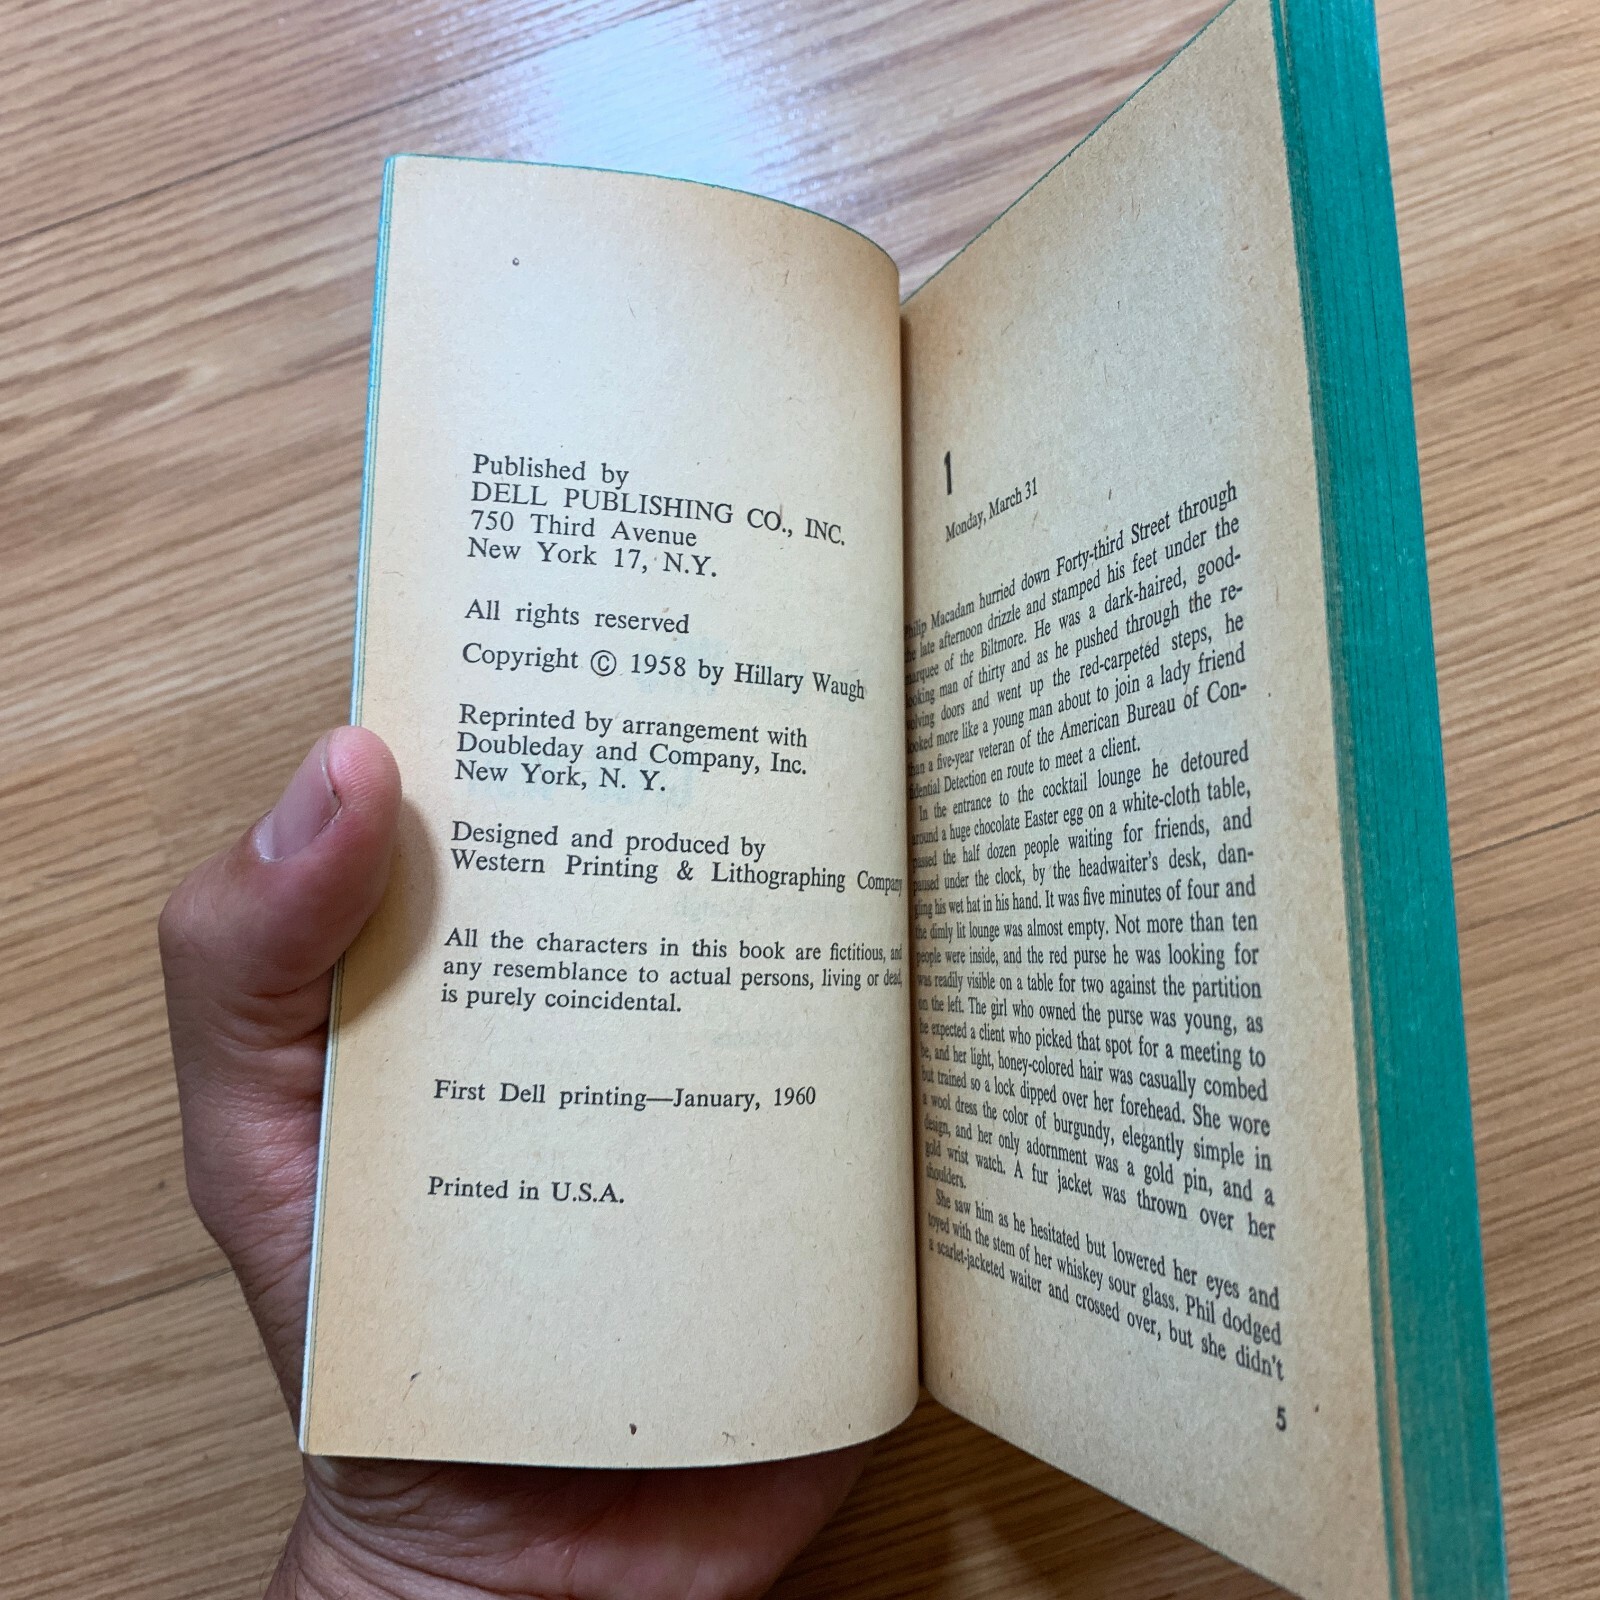 Published by
DELL PUBLISHING CO., INC.
750 Third Avenue
New York 17, N.Y.
All rights reserved
Copyright © 1958 by Hillary Waugh
Reprinted by arrangement with
Doubleday and Company, Inc.
New York, N. Y.
Designed and produced by
Western Printing & Lithographing Company
All the characters in this book are fictitious, and
any resemblance to actual persons, living or dead,
is purely coincidental.
First Dell printing—January, 1960
Printed in U.S.A.
1
Monday, March 31
Philip Macadam hurried down Forty-third Street through
the late afternoon drizzle and stamped his feet under the
marquee of the Biltmore. He was a dark-haired, good-
looking man of thirty and as he pushed through the re-
volving doors and went up the red-carpeted steps, he
looked more like a young man about to join a lady friend
than a five-year veteran of the American Bureau of Con-
fidential Detection en route to meet a client.
In the entrance to the cocktail lounge he detoured
around a huge chocolate Easter egg on a white-cloth table,
passed the half dozen people waiting for friends, and
paused under the clock, by the headwaiter's desk, dan-
gling his wet hat in his hand. It was five minutes of four and
the dimly lit lounge was almost empty. Not more than ten
people were inside, and the red purse he was looking for
was readily visible on a table for two against the partition
on the left. The girl who owned the purse was young, as
he expected a client who picked that spot for a meeting to
be, and her light, honey-colored hair was casually combed
but trained so a lock dipped over her forehead. She wore
a wool dress the color of burgundy, elegantly simple in
design, and her only adornment was a gold pin, and a
gold wrist watch. A fur jacket was thrown over her
shoulders.
She saw him as he hesitated but lowered her eyes and
toyed with the stem of her whiskey sour glass. Phil dodged
a scarlet-jacketed waiter and crossed over, but she didn't
5